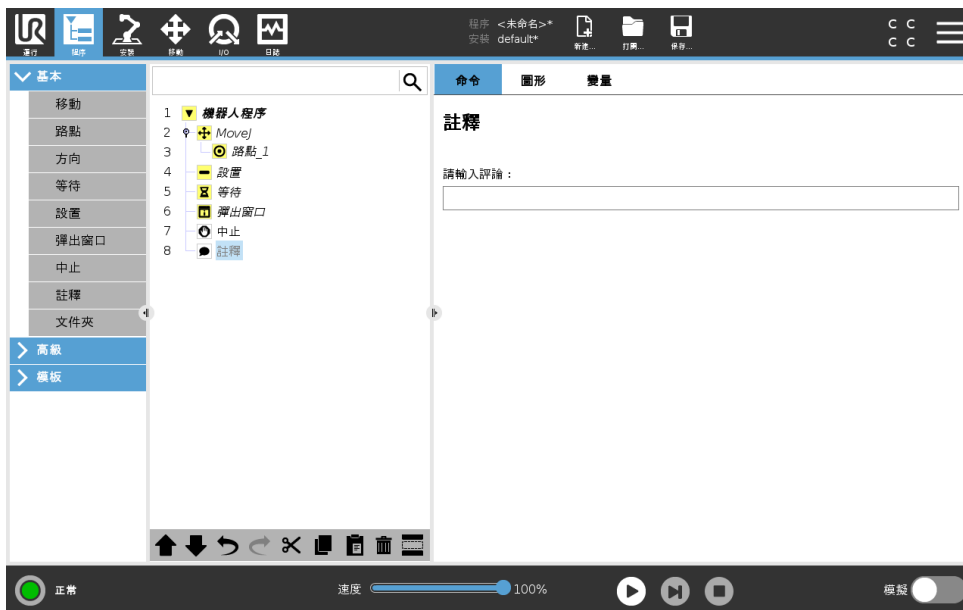 運行
程序
安裝
移動
I/O
日誌
程序 <未命名>*
安裝 default*
新建...
打開...
保存...
C C
C C
基本
移動
路點
方向
等待
設置
彈出窗口
中止
註釋
文件夾
高級
模板
1 機器人程序
2 MoveJ
3 路點_1
4 設置
5 等待
6 彈出窗口
7 中止
8 註釋
命令 圖形 變量
註釋
請輸入評論：
正常
速度 100%
模擬